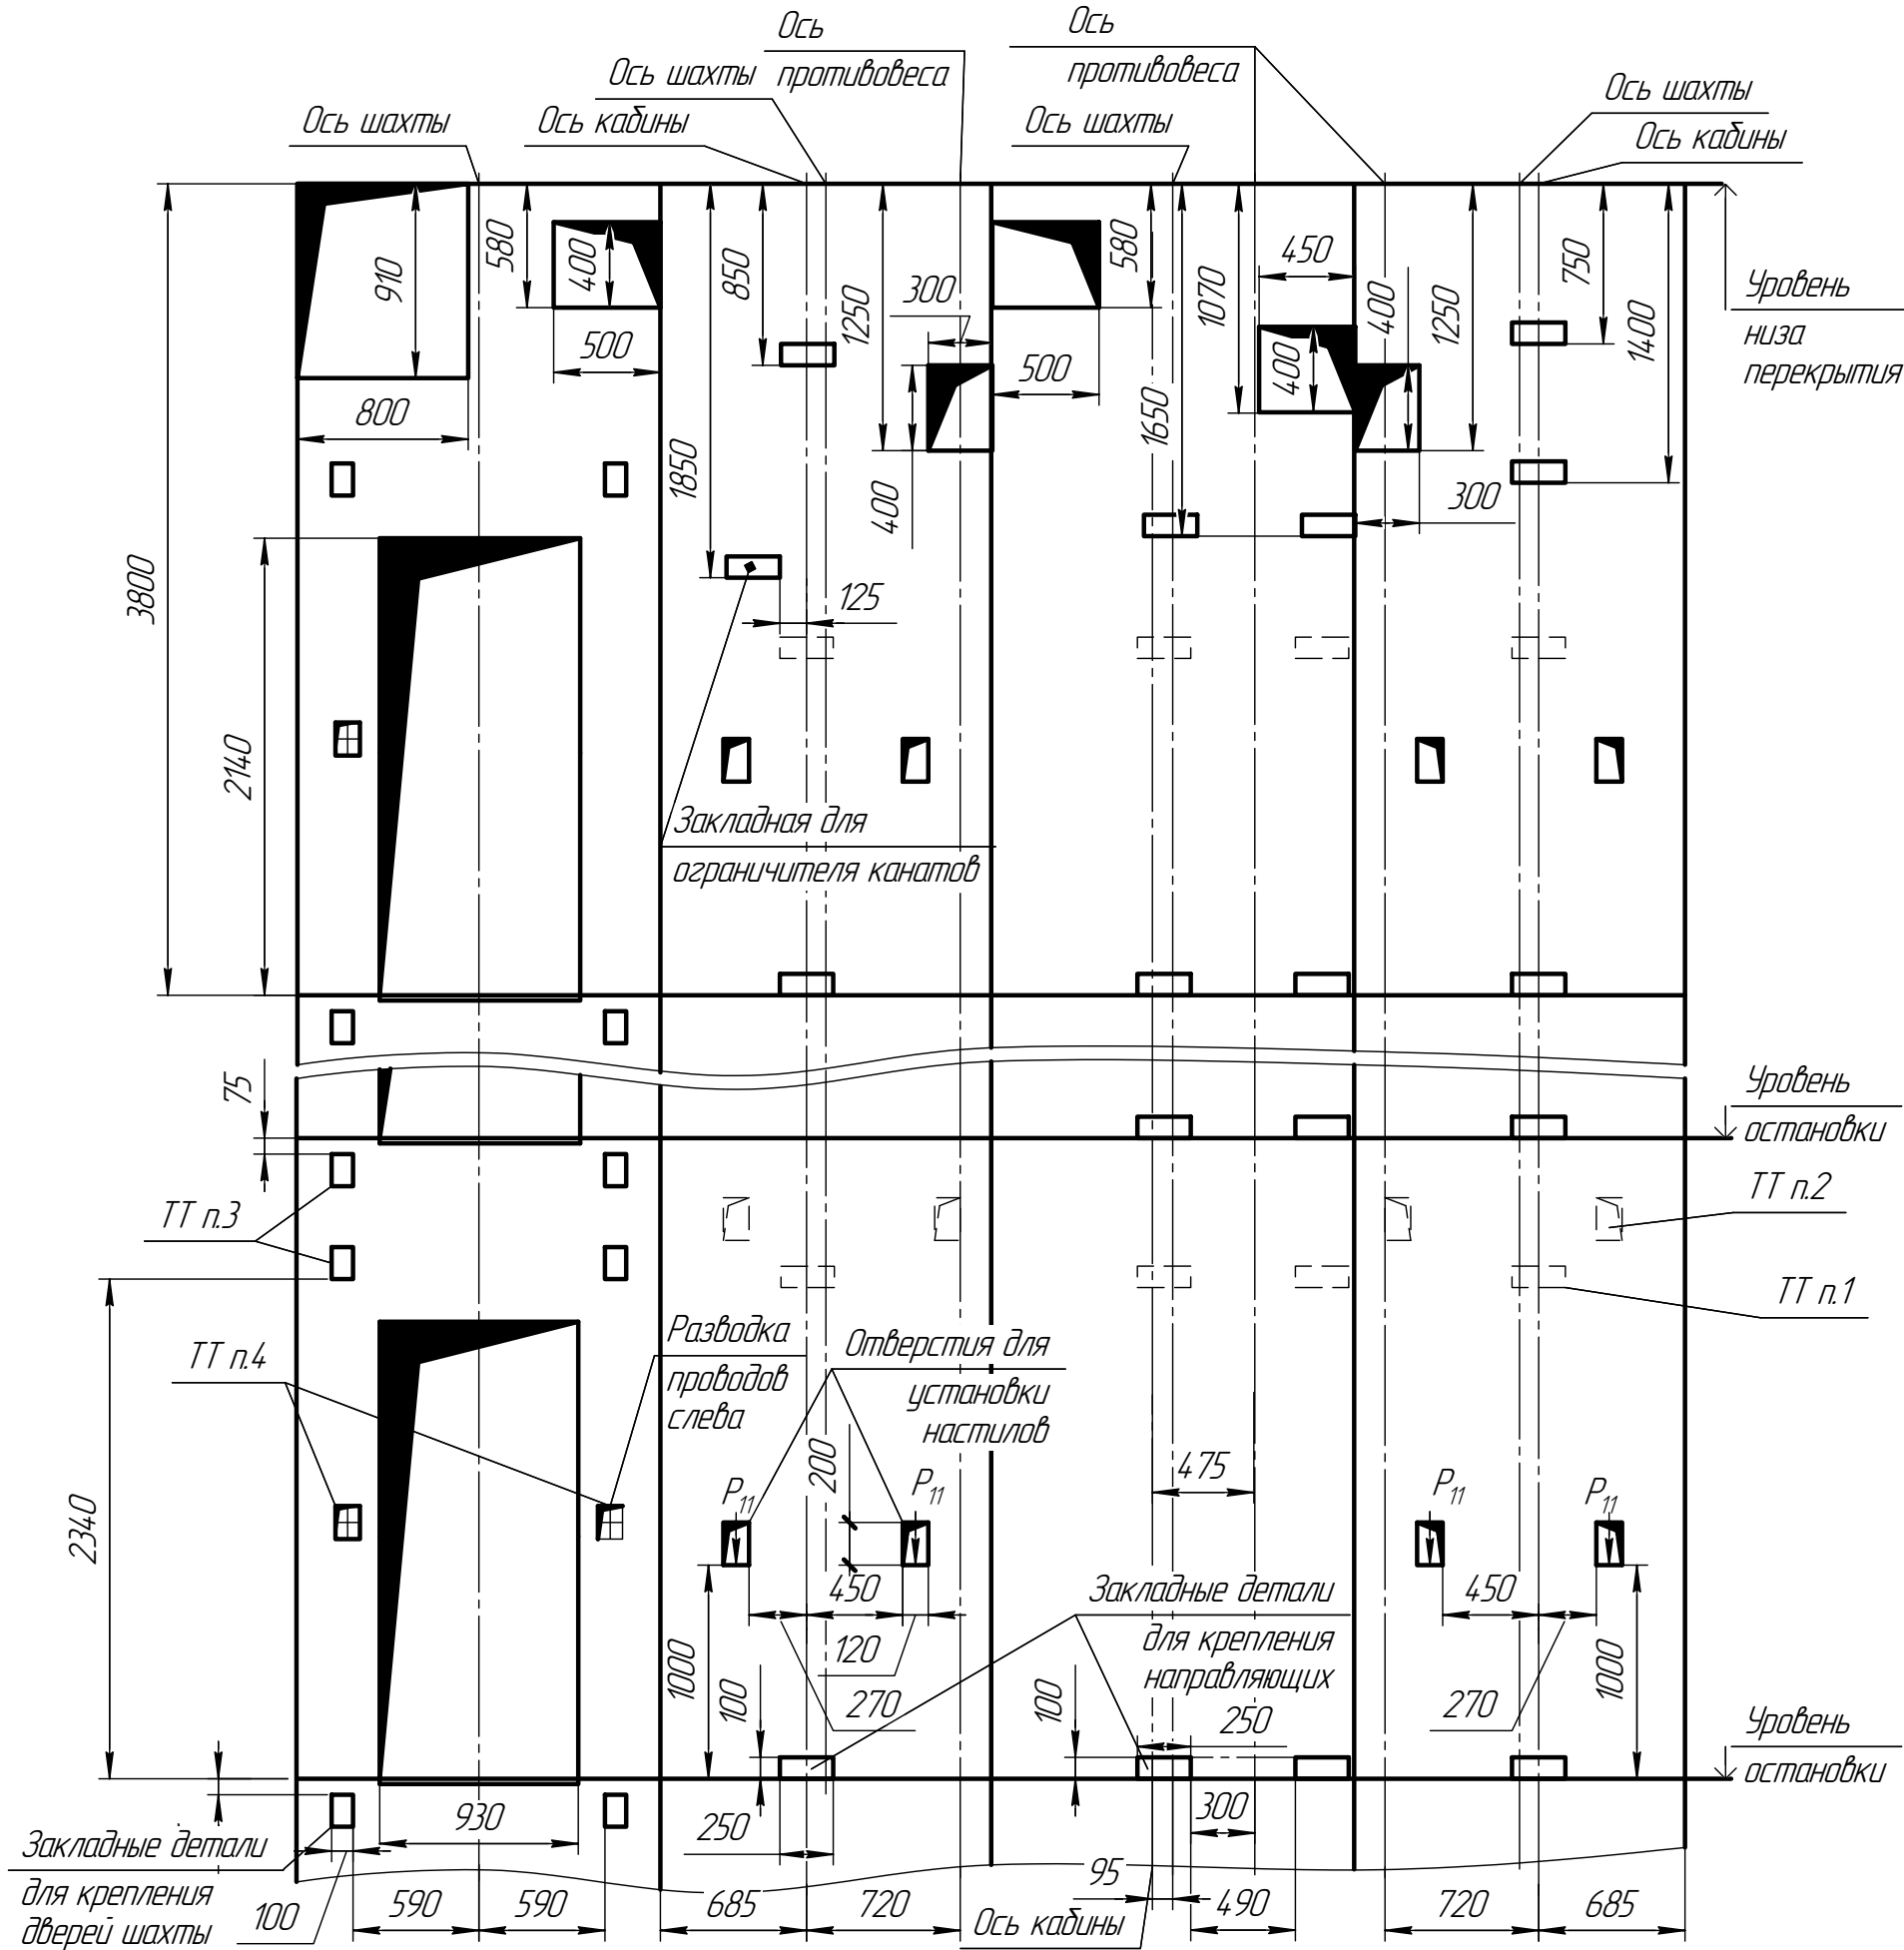 Ось
противовеса
Ось
противовеса
Ось шахты
Ось шахты
Ось шахты
Ось кабины
Ось шахты
Ось кабины
910
580
400
850
1250
300
580
1070
450
400
400
1250
750
1400
Уровень
низа
перекрытия
800
500
1850
400
500
1650
300
3800
2140
125
Закладная для
ограничителя канатов
75
Уровень
остановки
ТТ п.3
ТТ п.2
ТТ п.1
ТТ п.4
Разводка
проводов
слева
Отверстия для
установки
настилов
2340
200
475
P11
P11
P11
P11
1000
450
120
270
100
Закладные детали
для крепления
направляющих
100
250
450
270
1000
Уровень
остановки
930
250
300
Закладные детали
для крепления
дверей шахты
100
590
590
685
720
95
Ось кабины
490
720
685